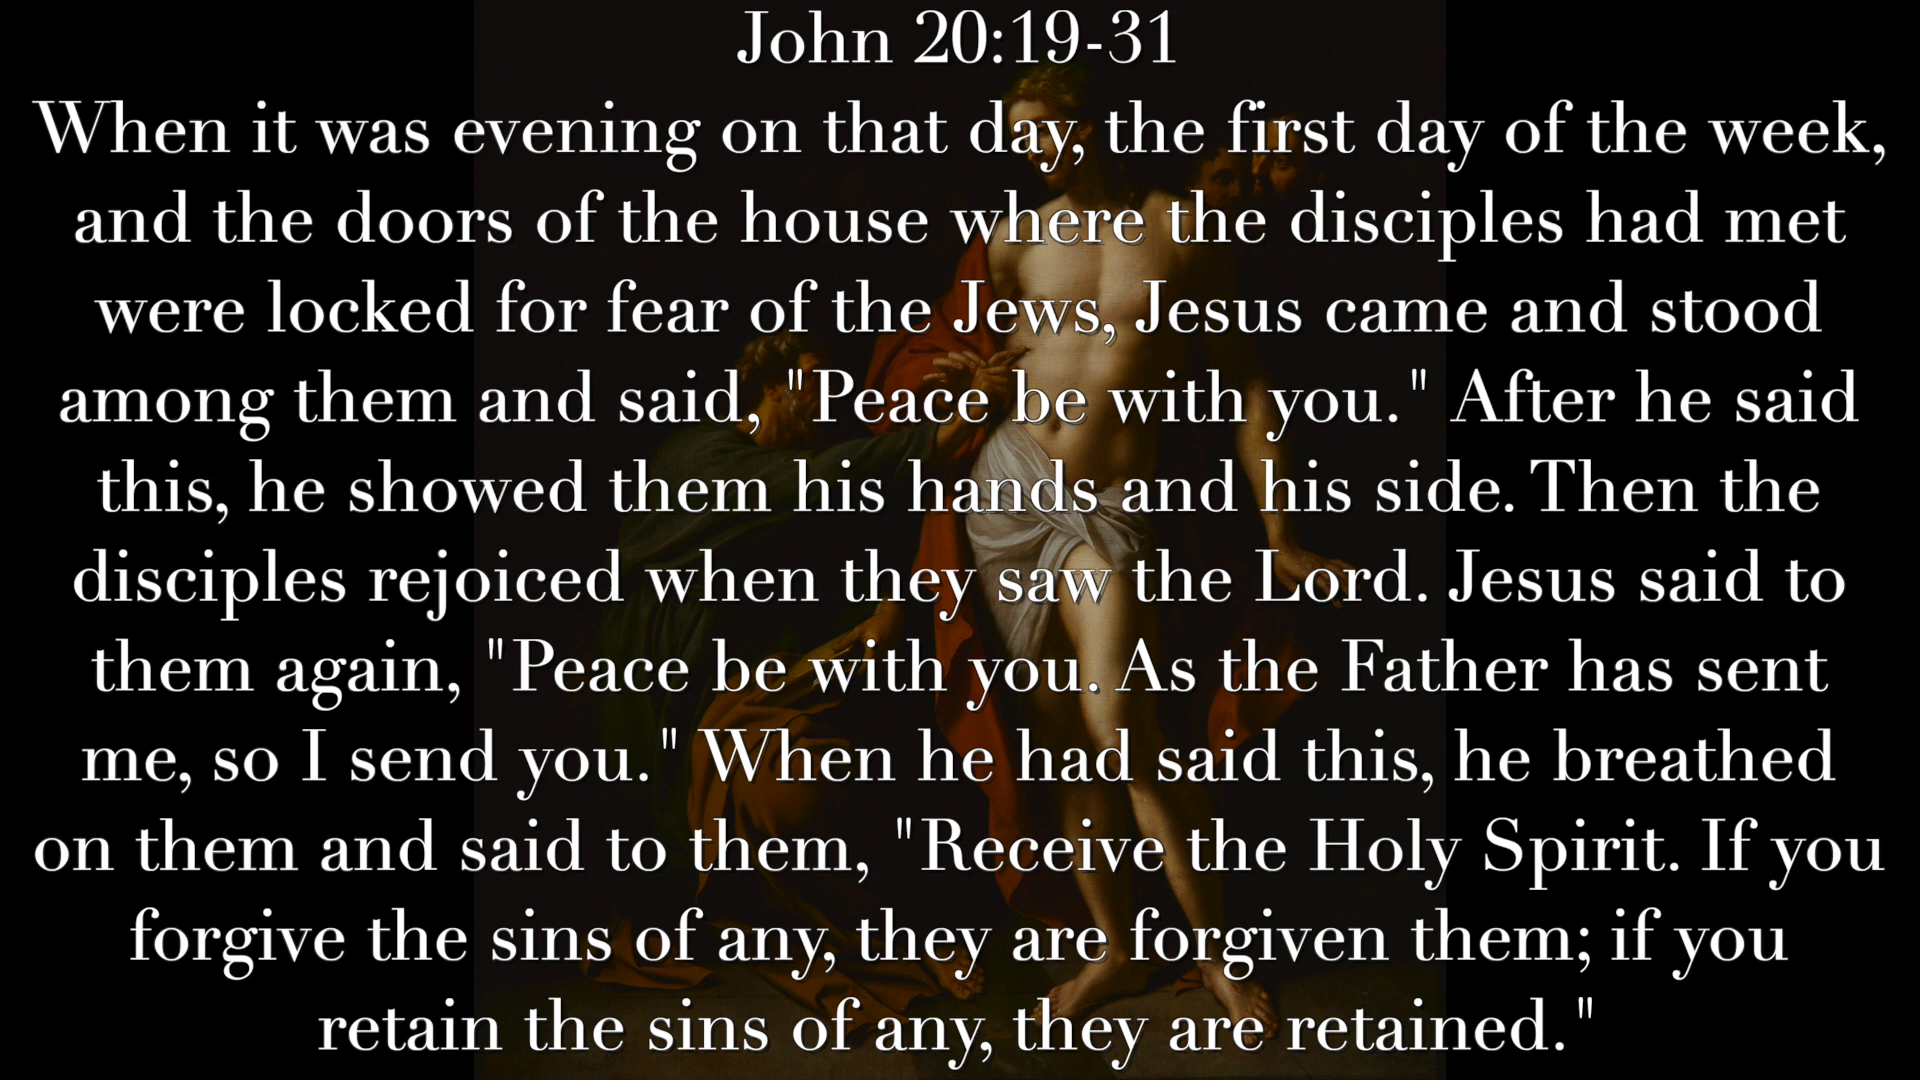 John 20:19-31
When it was evening on that day, the first day of the week,
and the doors of the house where the disciples had met
were locked for fear of the Jews, Jesus came and stood
among them and said, "Peace be with you." After he said
this, he showed them his hands and his side. Then the
disciples rejoiced when they saw the Lord. Jesus said to
them again, "Peace be with you. As the Father has sent
me, so I send you." When he had said this, he breathed
on them and said to them, "Receive the Holy Spirit. If you
forgive the sins of any, they are forgiven them; if you
retain the sins of any, they are retained."